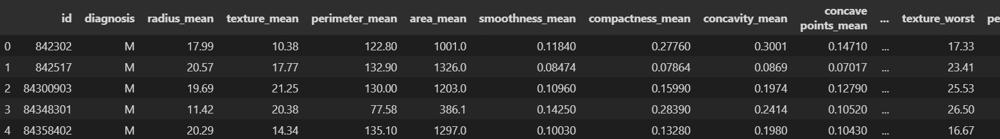 id diagnosis radius_mean texture_mean perimeter_mean area_mean smoothness_mean compactness_mean concavity_mean concave points_mean ... texture_worst pe
0 842302 M 17.99 10.38 122.80 1001.0 0.11840 0.27760 0.3001 0.14710 ... 17.33
1 842517 M 20.57 17.77 132.90 1326.0 0.08474 0.07864 0.0869 0.07017 ... 23.41
2 84300903 M 19.69 21.25 130.00 1203.0 0.10960 0.15990 0.1974 0.12790 ... 25.53
3 84348301 M 11.42 20.38 77.58 386.1 0.14250 0.28390 0.2414 0.10520 ... 26.50
4 84358402 M 20.29 14.34 135.10 1297.0 0.10030 0.13280 0.1980 0.10430 ... 16.67